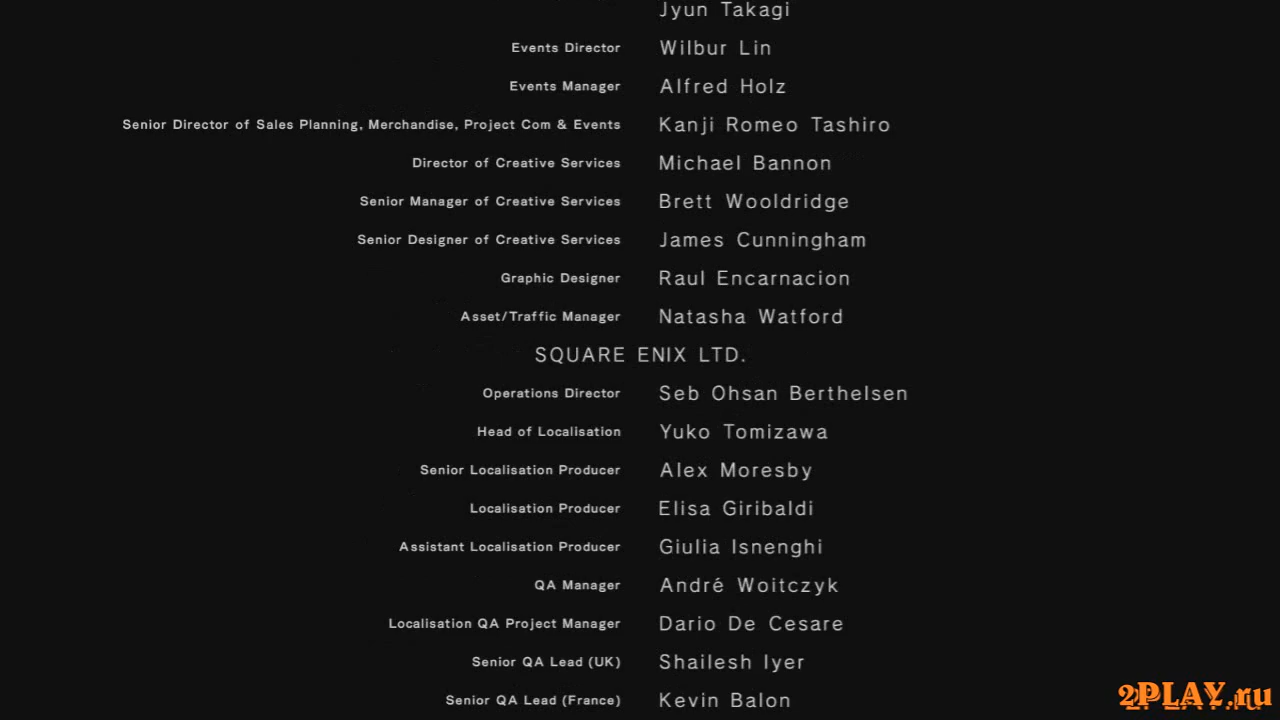 Jyun Takagi
Events Director Wilbur Lin
Events Manager Alfred Holz
Senior Director of Sales Planning, Merchandise, Project Com & Events Kanji Romeo Tashiro
Director of Creative Services Michael Bannon
Senior Manager of Creative Services Brett Wooldridge
Senior Designer of Creative Services James Cunningham
Graphic Designer Raul Encarnacion
Asset/Traffic Manager Natasha Watford
SQUARE ENIX LTD.
Operations Director Seb Ohsan Berthelsen
Head of Localisation Yuko Tomizawa
Senior Localisation Producer Alex Moresby
Localisation Producer Elisa Giribaldi
Assistant Localisation Producer Giulia Isnenghi
QA Manager André Woitczyk
Localisation QA Project Manager Dario De Cesare
Senior QA Lead (UK) Shailesh Iyer
Senior QA Lead (France) Kevin Balon
2PLAY.ru